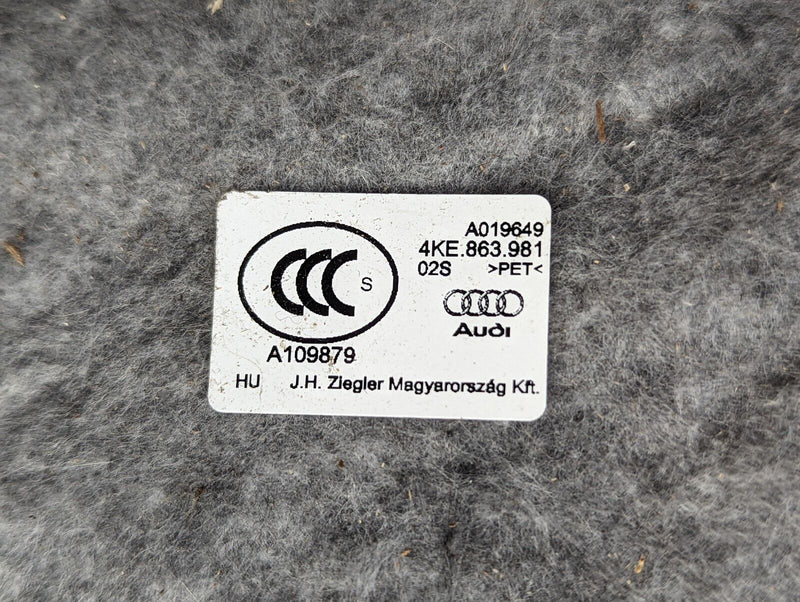 A019649
4KE.863.981
02S >PET<
CCC S
Audi
A109879
HU J.H. Ziegler Magyarország Kft.